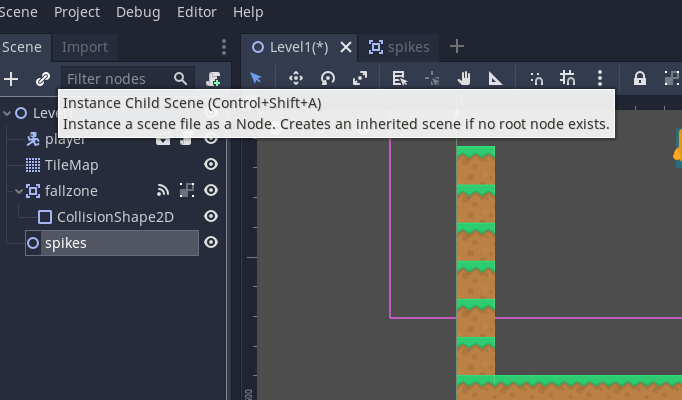 Scene Project Debug Editor Help
Scene Import Level1(*) spikes
Filter nodes
Instance Child Scene (Control+Shift+A)
Instance a scene file as a Node. Creates an inherited scene if no root node exists.
player
TileMap
fallzone
CollisionShape2D
spikes